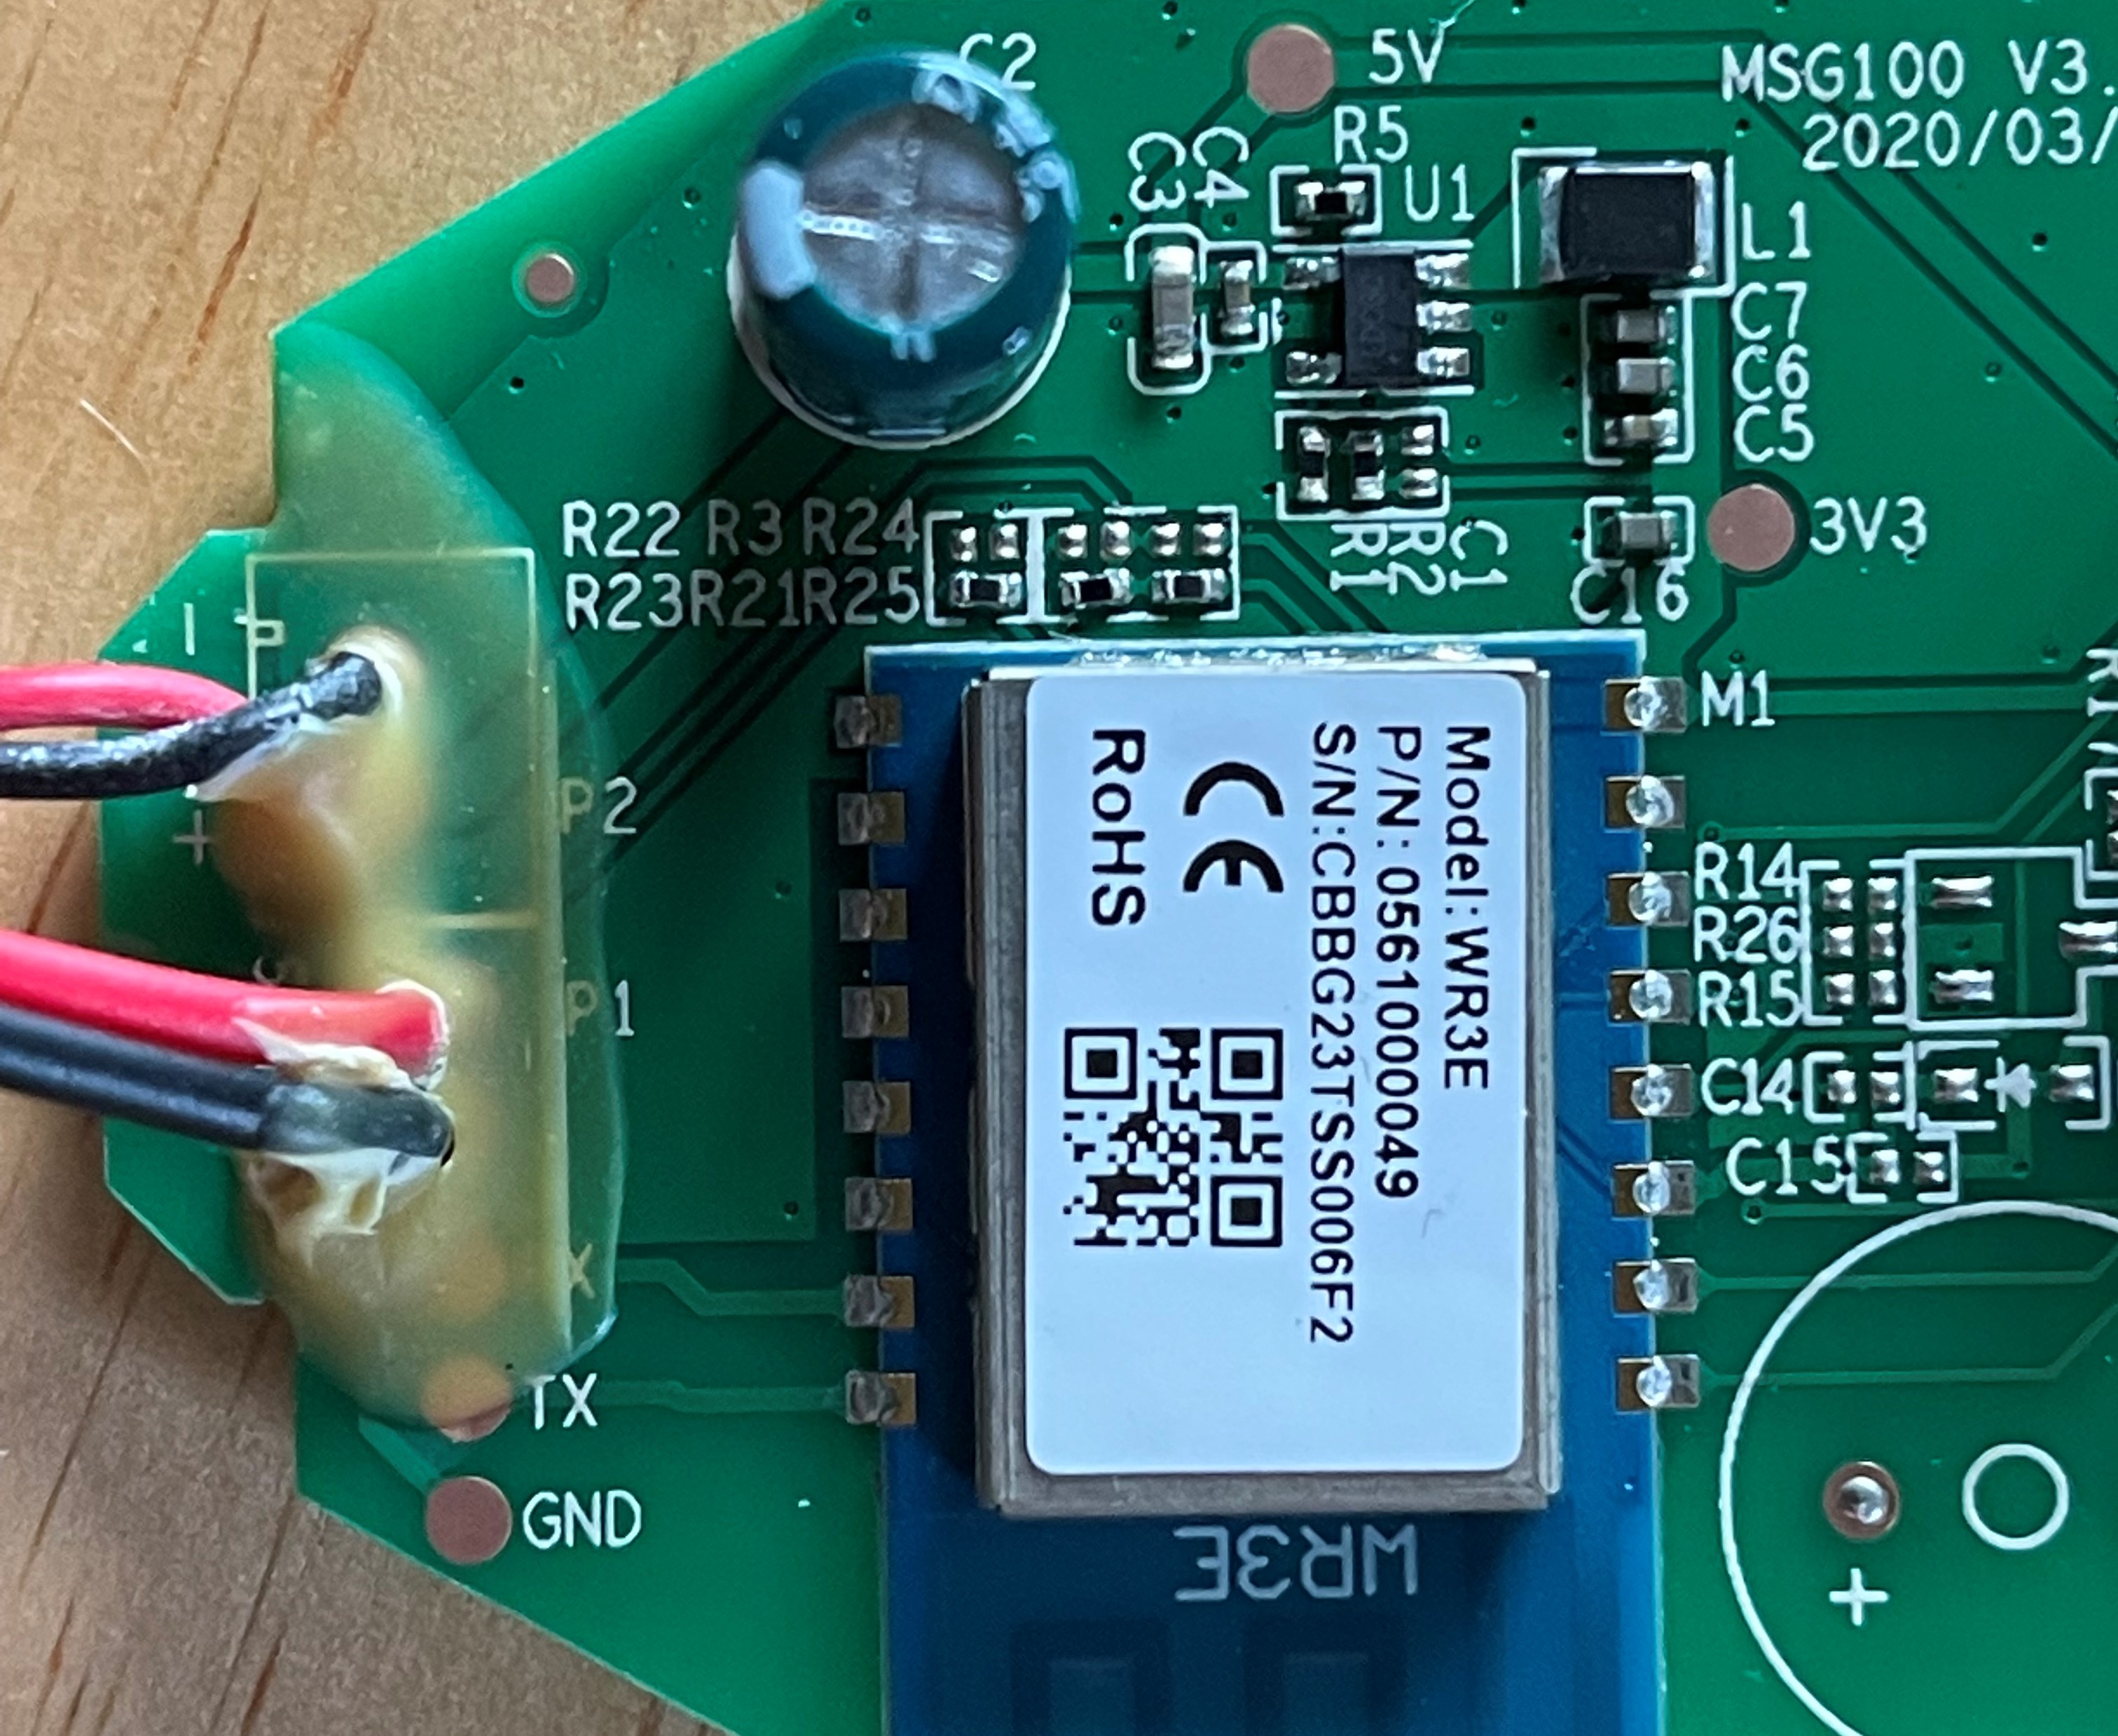 C2
5V
MSG100 V3.
2020/03/
C3
C4
R5
U1
L1
C7
C6
C5
R22 R3 R24
R23R21R25
R1
R2
C1
C16
3V3
M1
P2
+
P1
R14
R26
R15
C14
C15
TX
GND
Model:WR3E
P/N:0561000049
S/N:CBBG23TSS006F2
CE
RoHS
WR3E
+